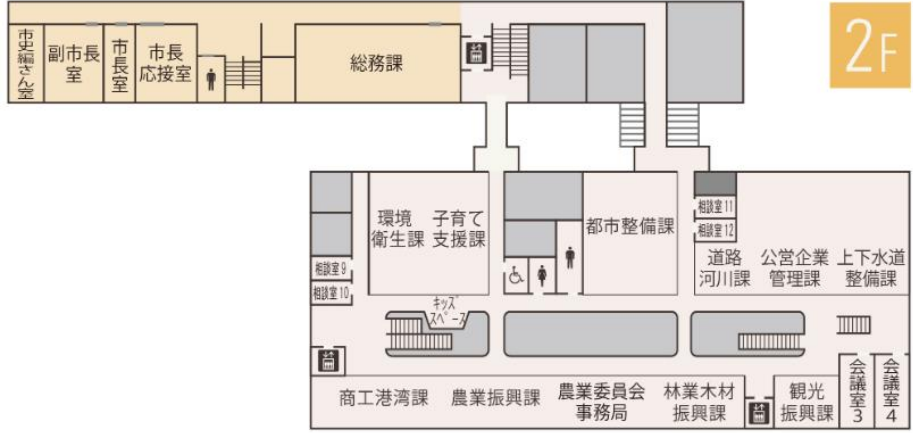 2F
市史編さん室
副市長
室
市長室
市長
応接室
総務課
環境
衛生課
子育て
支援課
都市整備課
相談室11
相談室12
道路
河川課
公営企業
管理課
上下水道
整備課
相談室9
相談室10
キッズ
スペース
商工港湾課
農業振興課
農業委員会
事務局
林業木材
振興課
観光
振興課
会議室3
会議室4